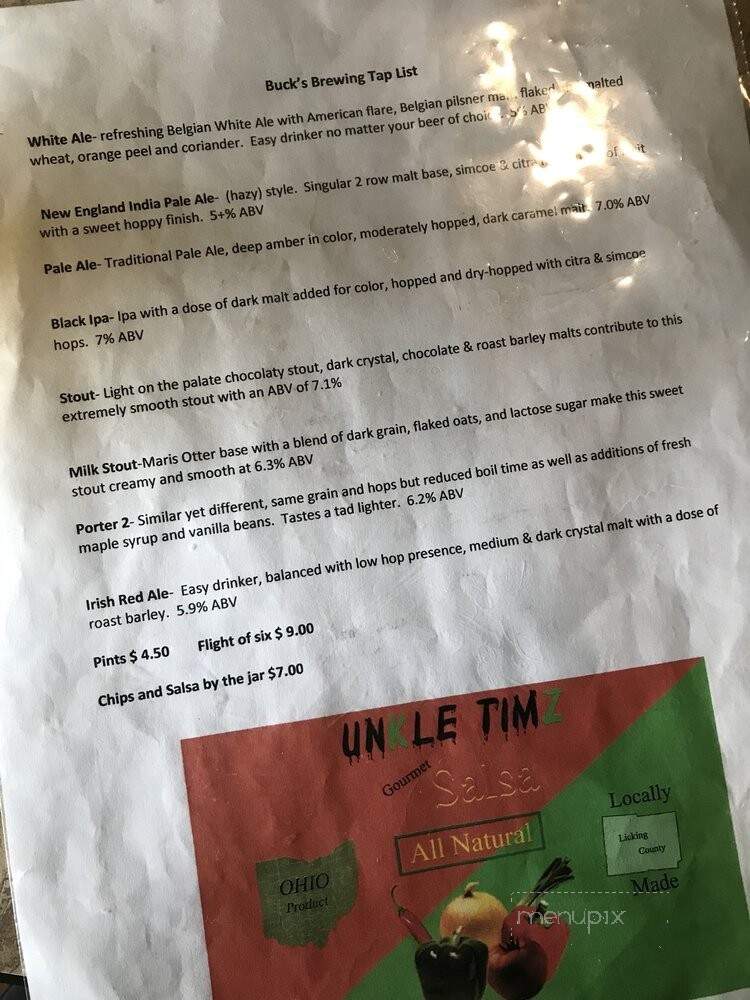 Buck's Brewing Tap List
White Ale- refreshing Belgian White Ale with American flare, Belgian pilsner flaked malted
wheat, orange peel and coriander. Easy drinker no matter your beer of ABV
New England India Pale Ale- (hazy) style. Singular 2 row malt base, simcoe & citra of
with a sweet hoppy finish. 5+% ABV
Pale Ale- Traditional Pale Ale, deep amber in color, moderately hopped, dark caramel malt. 7.0% ABV
Black Ipa- Ipa with a dose of dark malt added for color, hopped and dry-hopped with citra & simcoe
hops. 7% ABV
Stout- Light on the palate chocolaty stout, dark crystal, chocolate & roast barley malts contribute to this
extremely smooth stout with an ABV of 7.1%
Milk Stout-Maris Otter base with a blend of dark grain, flaked oats, and lactose sugar make this sweet
stout creamy and smooth at 6.3% ABV
Porter 2- Similar yet different, same grain and hops but reduced boil time as well as additions of fresh
maple syrup and vanilla beans. Tastes a tad lighter. 6.2% ABV
Irish Red Ale- Easy drinker, balanced with low hop presence, medium & dark crystal malt with a dose of
roast barley. 5.9% ABV
Pints $ 4.50 Flight of six $ 9.00
Chips and Salsa by the jar $7.00
UNKLE TIMZ
Gourmet Salsa
All Natural
Locally
Licking
County
Made
OHIO
Product
menupix